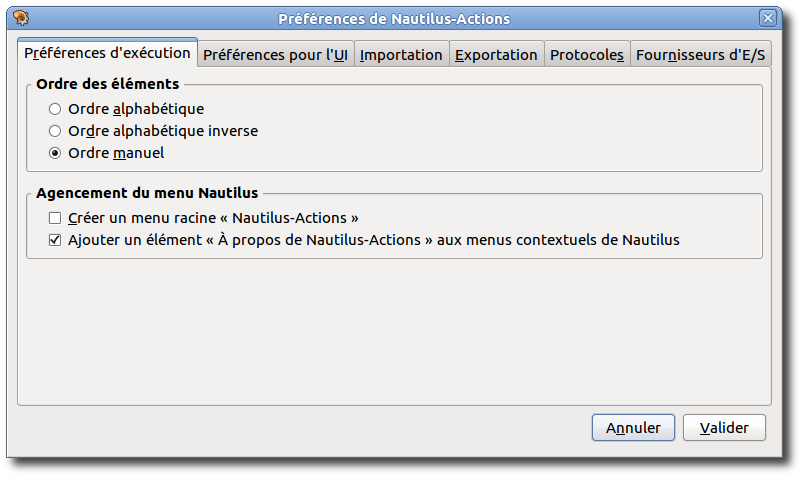 Préférences de Nautilus-Actions
Préférences d'exécution Préférences pour l'UI Importation Exportation Protocoles Fournisseurs d'E/S
Ordre des éléments
Ordre alphabétique
Ordre alphabétique inverse
Ordre manuel
Agencement du menu Nautilus
Créer un menu racine « Nautilus-Actions »
Ajouter un élément « À propos de Nautilus-Actions » aux menus contextuels de Nautilus
Annuler Valider